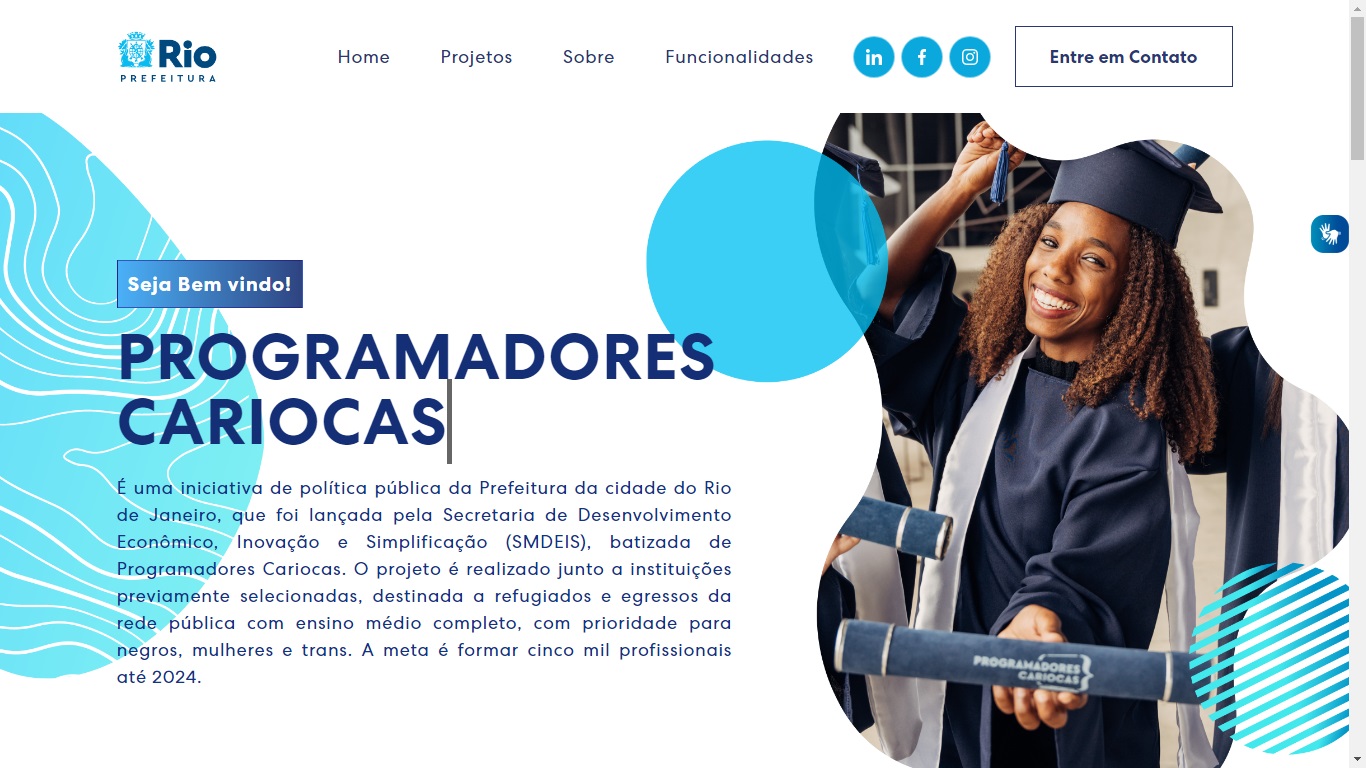 Rio
PREFEITURA
Home
Projetos
Sobre
Funcionalidades
Entre em Contato
Seja Bem vindo!
PROGRAMADORES
CARIOCAS
É uma iniciativa de política pública da Prefeitura da cidade do Rio
de Janeiro, que foi lançada pela Secretaria de Desenvolvimento
Econômico, Inovação e Simplificação (SMDEIS), batizada de
Programadores Cariocas. O projeto é realizado junto a instituições
previamente selecionadas, destinada a refugiados e egressos da
rede pública com ensino médio completo, com prioridade para
negros, mulheres e trans. A meta é formar cinco mil profissionais
até 2024.
PROGRAMADORES
CARIOCAS